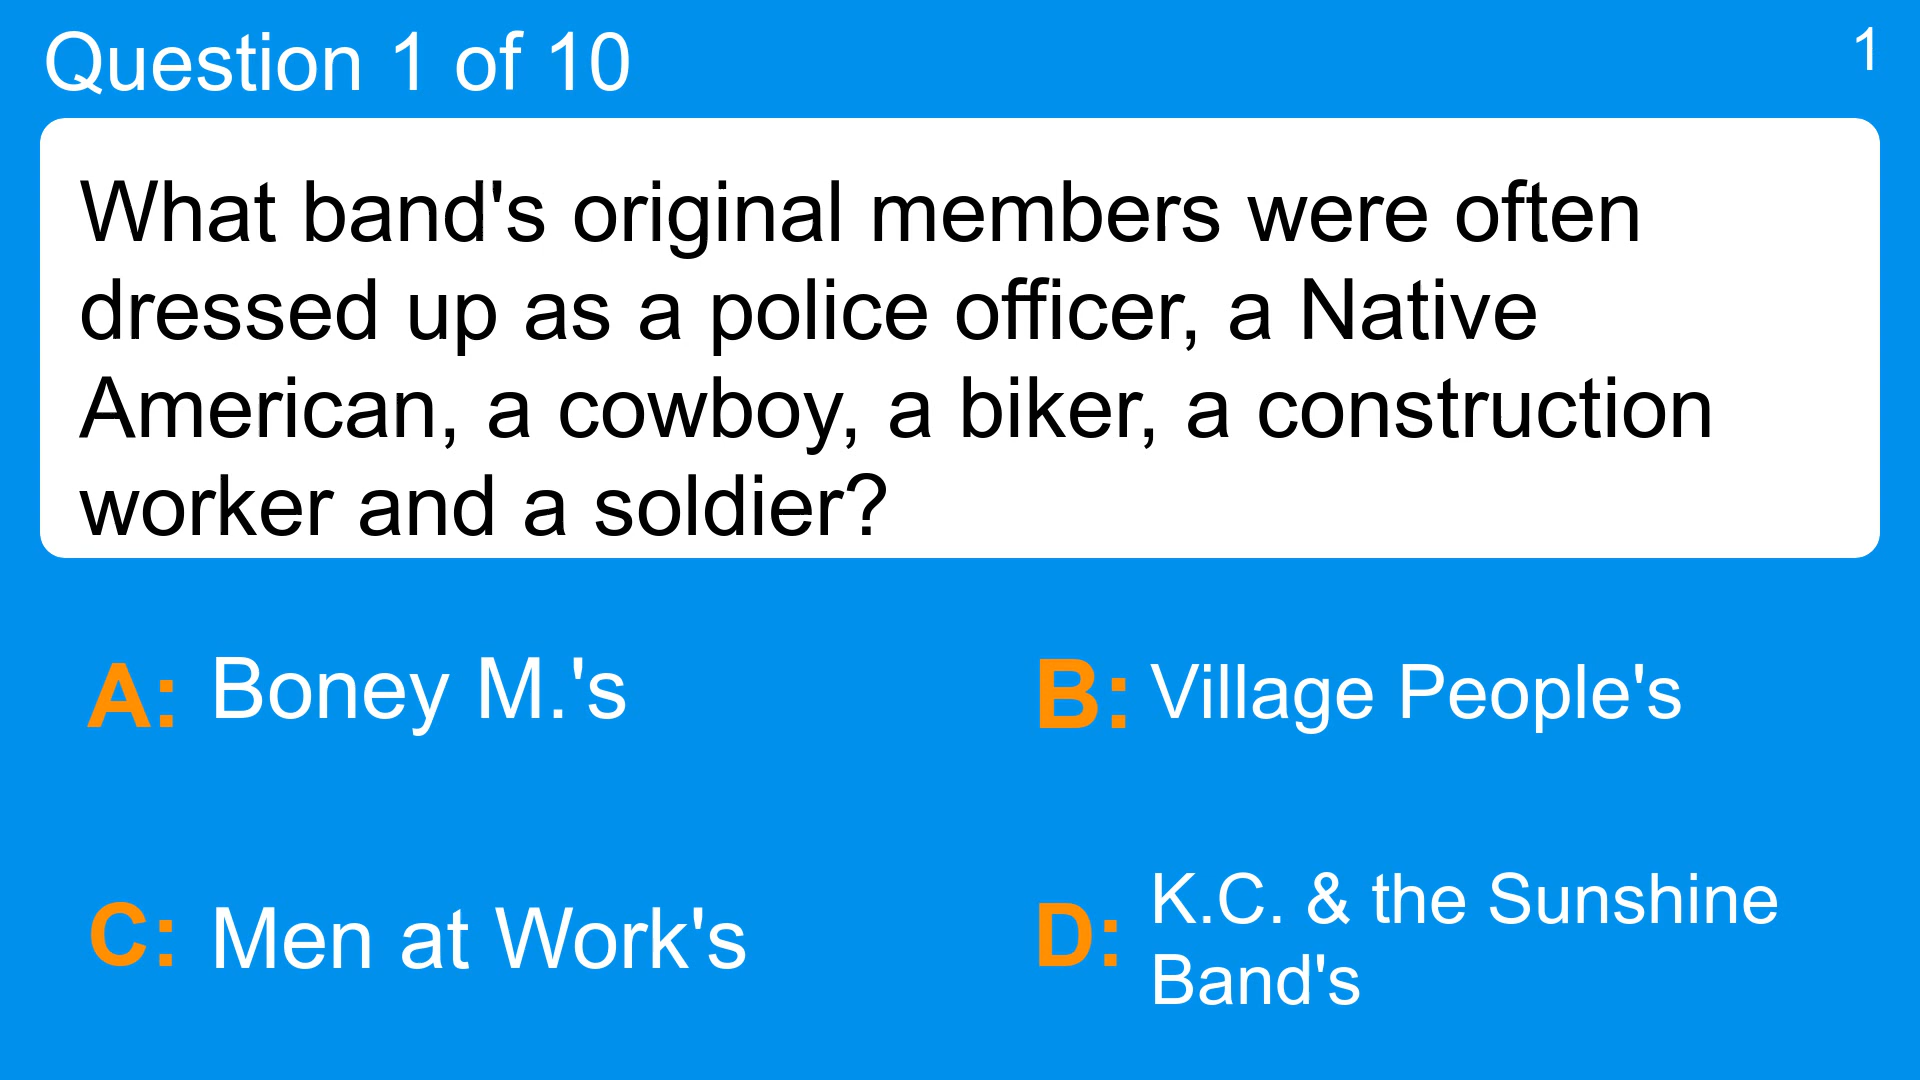 Question 1 of 10
1
What band's original members were often
dressed up as a police officer, a Native
American, a cowboy, a biker, a construction
worker and a soldier?
A: Boney M.'s
B: Village People's
C: Men at Work's
D: K.C. & the Sunshine
Band's